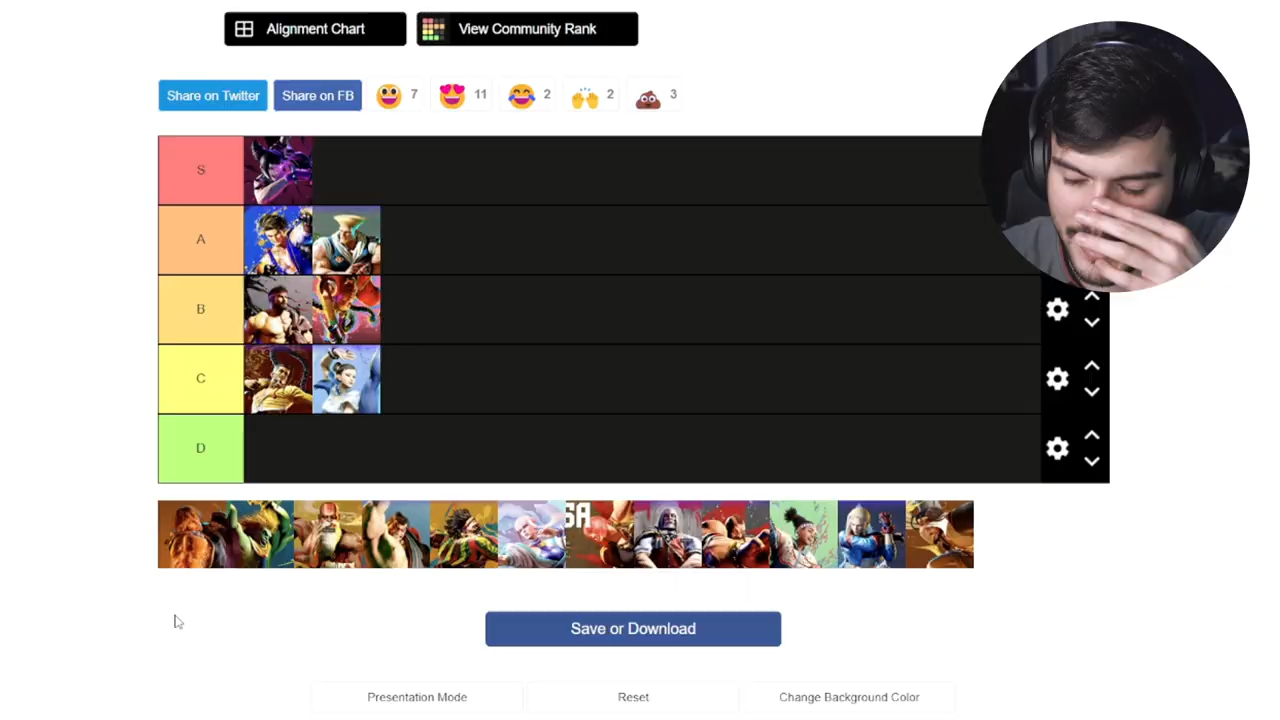 Alignment Chart
View Community Rank
Share on Twitter
Share on FB
7
11
2
2
3
S
A
B
C
D
SA
Save or Download
Presentation Mode
Reset
Change Background Color